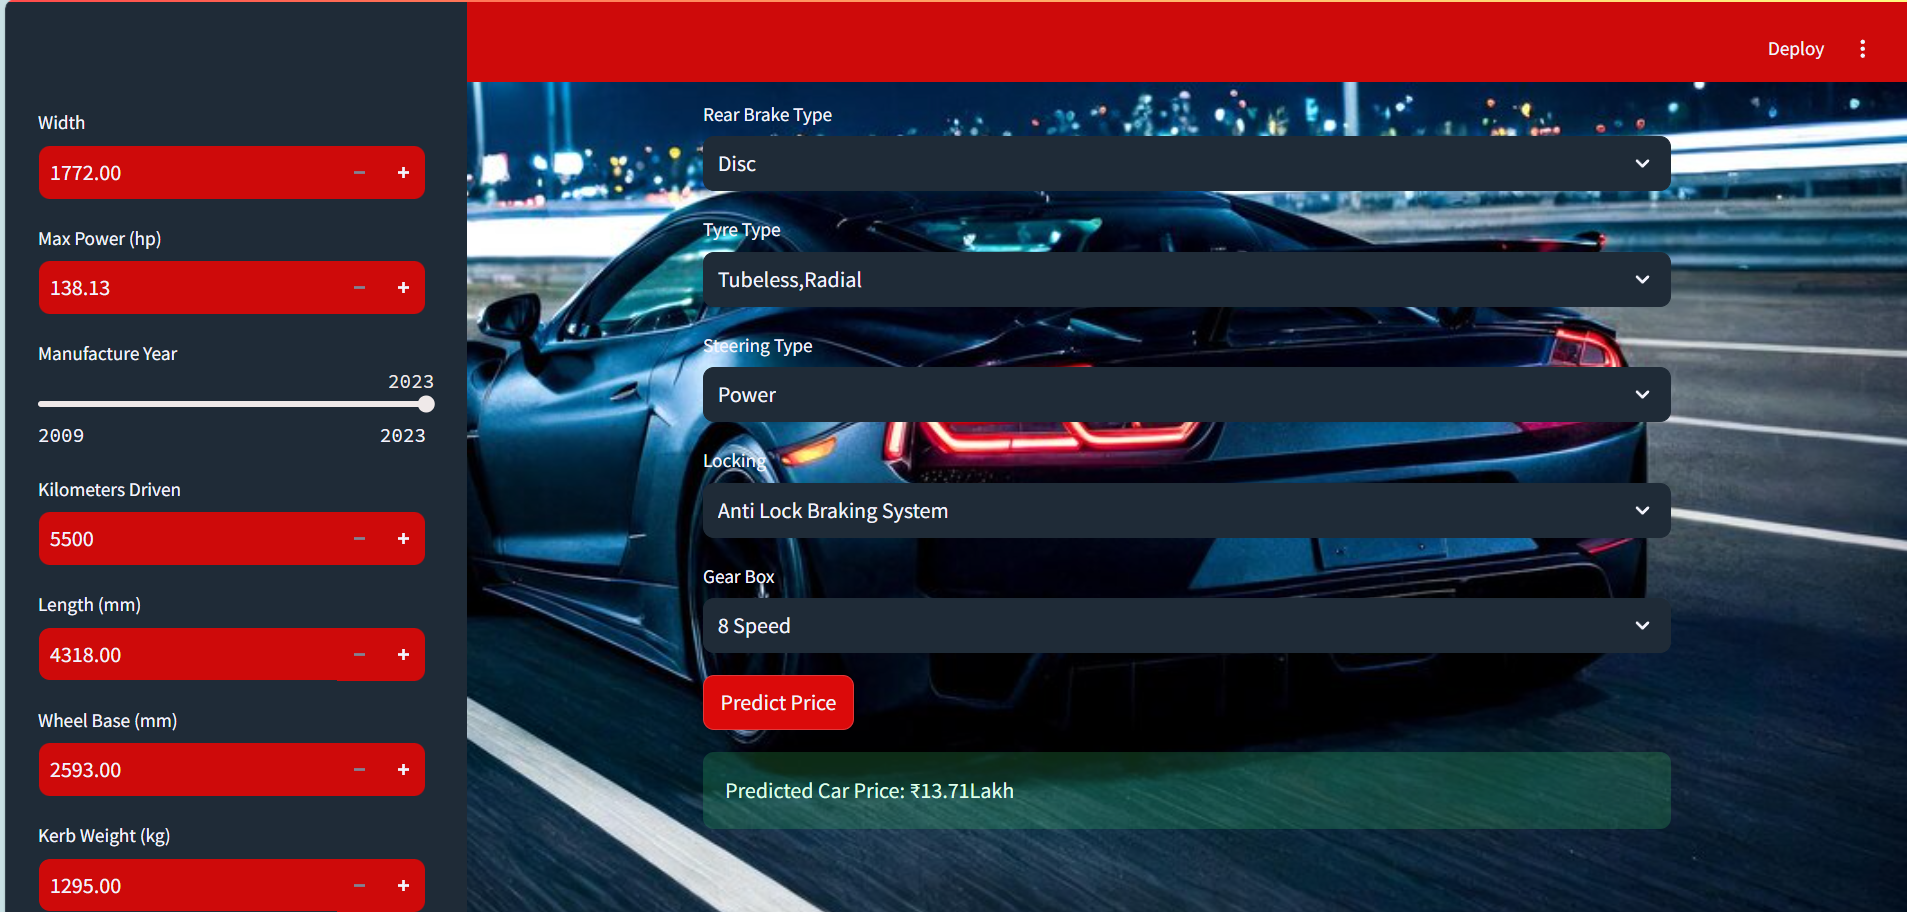 Deploy
Width
1772.00
Max Power (hp)
138.13
Manufacture Year
2023
2009 2023
Kilometers Driven
5500
Length (mm)
4318.00
Wheel Base (mm)
2593.00
Kerb Weight (kg)
1295.00
Rear Brake Type
Disc
Tyre Type
Tubeless,Radial
Steering Type
Power
Locking
Anti Lock Braking System
Gear Box
8 Speed
Predict Price
Predicted Car Price: ₹13.71Lakh